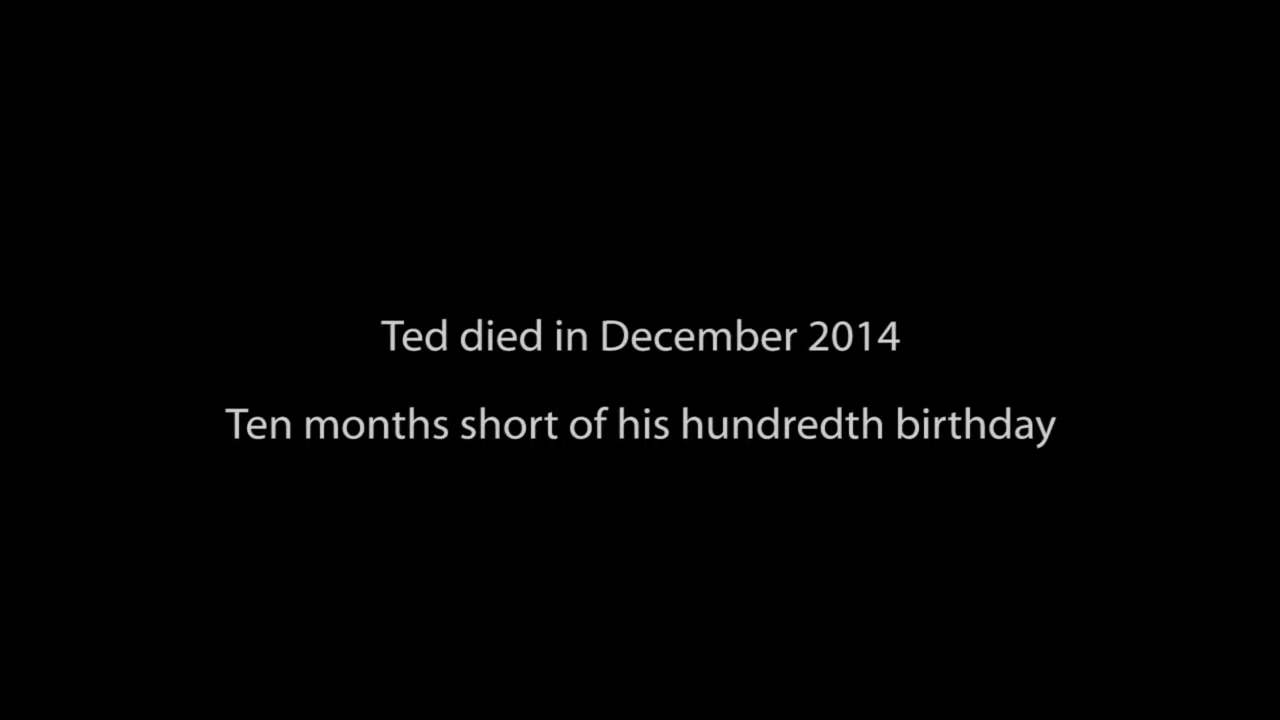 Ted died in December 2014
Ten months short of his hundredth birthday